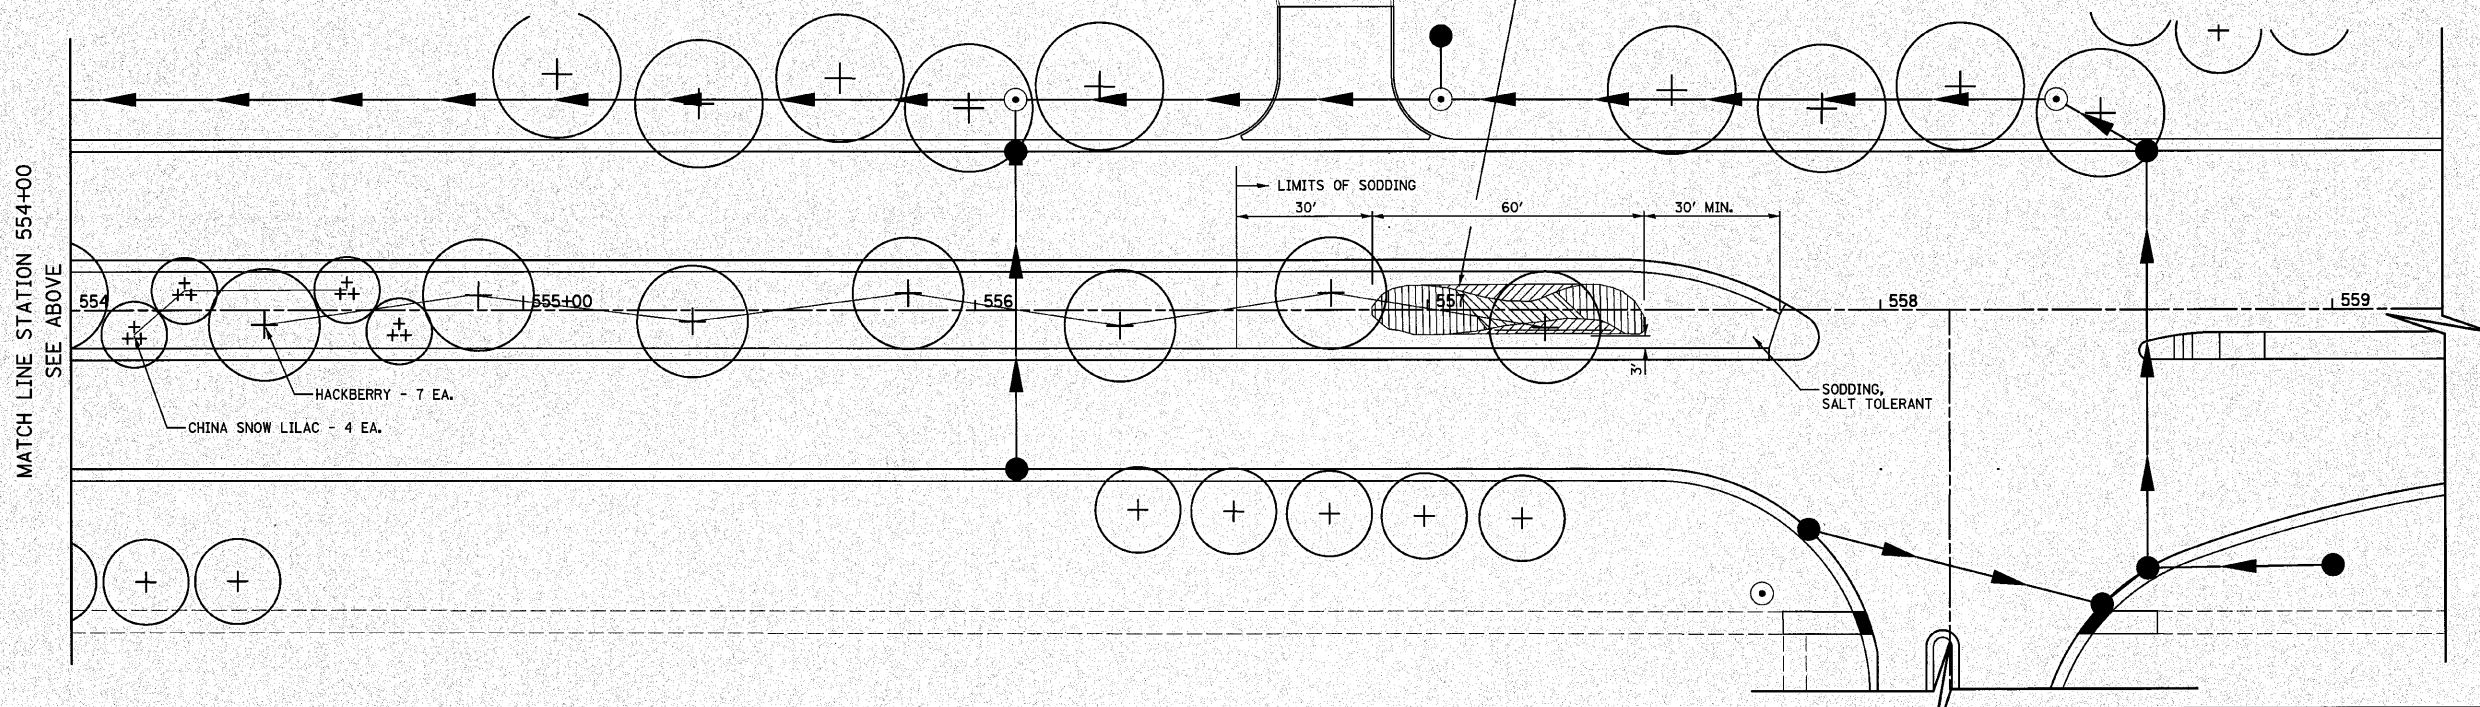 MATCH LINE STATION 554+00
SEE ABOVE
LIMITS OF SODDING
30'
60'
30' MIN.
554
555+00
556
557
558
559
3'
HACKBERRY - 7 EA.
CHINA SNOW LILAC - 4 EA.
SODDING,
SALT TOLERANT